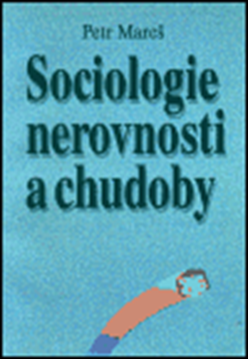 Petr Mareš
Sociologie
nerovnosti
a chudoby